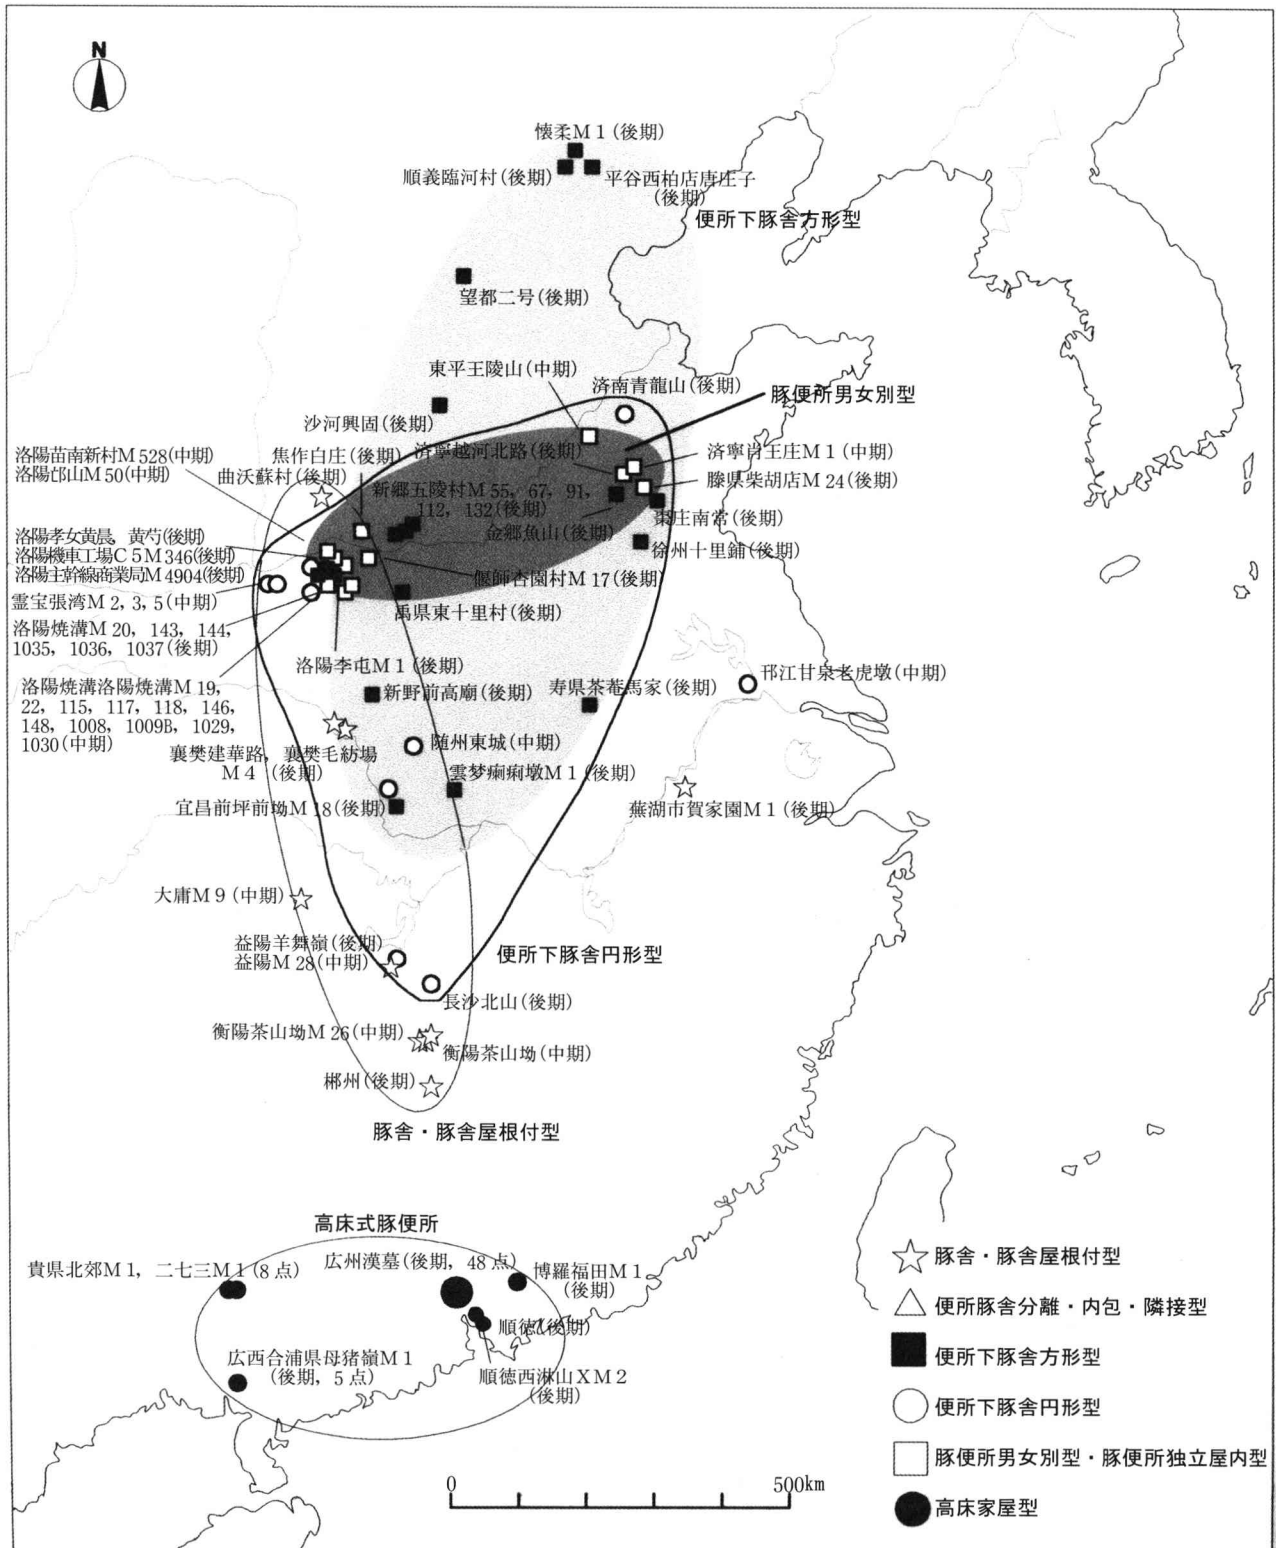 N
懐柔M1(後期)
順義臨河村(後期)
平谷西柏店唐庄子
(後期)
便所下豚舎方形型
望都二号(後期)
東平王陵山(中期)
済南青龍山(後期)
豚便所男女別型
沙河興固(後期)
洛陽苗南新村M528(中期)
洛陽邙山M50(中期)
焦作白庄(後期)
曲沃蘇村(後期)
済寧越河北路(後期)
済寧肖王庄M1(中期)
滕県柴胡店M24(後期)
新郷五陵村M55, 67, 91,
112, 132(後期)
金郷魚山(後期)
棗庄南常(後期)
徐州十里鋪(後期)
洛陽孝女黄晨, 黄芍(後期)
洛陽機車工場C5M346(後期)
洛陽主幹線商業局M4904(後期)
霊宝張湾M2, 3, 5(中期)
偃師杏園村M17(後期)
禹県東十里村(後期)
洛陽焼溝M20, 143, 144,
1035, 1036, 1037(後期)
洛陽李屯M1(後期)
洛陽焼溝洛陽焼溝M19,
22, 115, 117, 118, 146,
148, 1008, 1009B, 1029,
1030(中期)
新野前高廟(後期)
寿県茶菴馬家(後期)
邗江甘泉老虎墩(中期)
襄樊建華路, 襄樊毛紡場
M4(後期)
随州東城(中期)
雲梦瘌痢墩M1(後期)
宜昌前坪前坳M18(後期)
蕪湖市賀家園M1(後期)
大庸M9(中期)
益陽羊舞嶺(後期)
益陽M28(中期)
便所下豚舎円形型
長沙北山(後期)
衡陽茶山坳M26(中期)
衡陽茶山坳(中期)
郴州(後期)
豚舎・豚舎屋根付型
高床式豚便所
貴県北郊M1, 二七三M1(8点)
広州漢墓(後期, 48点)
博羅福田M1
(後期)
順徳(後期)
広西合浦県母猪嶺M1
(後期, 5点)
順徳西淋山XM2
(後期)
豚舎・豚舎屋根付型
便所豚舎分離・内包・隣接型
便所下豚舎方形型
便所下豚舎円形型
豚便所男女別型・豚便所独立屋内型
高床家屋型
0
500km